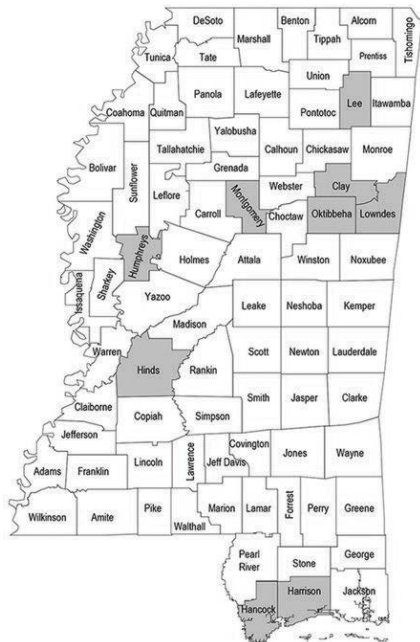 DeSoto
Benton
Alcorn
Tishomingo
Marshall
Tippah
Prentiss
Tunica
Tate
Union
Panola
Lafeyette
Lee
Itawamba
Coahoma
Quitman
Pontotoc
Yalobusha
Tallahatchie
Calhoun
Chickasaw
Monroe
Bolivar
Sunflower
Grenada
Leflore
Webster
Clay
Carroll
Montgomery
Choctaw
Oktibbeha
Lowndes
Washington
Humphreys
Holmes
Attala
Winston
Noxubee
Issaquena
Sharkey
Yazoo
Leake
Neshoba
Kemper
Madison
Warren
Scott
Newton
Lauderdale
Hinds
Rankin
Claiborne
Smith
Jasper
Clarke
Copiah
Simpson
Jefferson
Lawrence
Covington
Jones
Wayne
Adams
Franklin
Lincoln
Jeff Davis
Wilkinson
Amite
Pike
Walthall
Marion
Lamar
Forrest
Perry
Greene
Pearl
River
Stone
George
Hancock
Harrison
Jackson